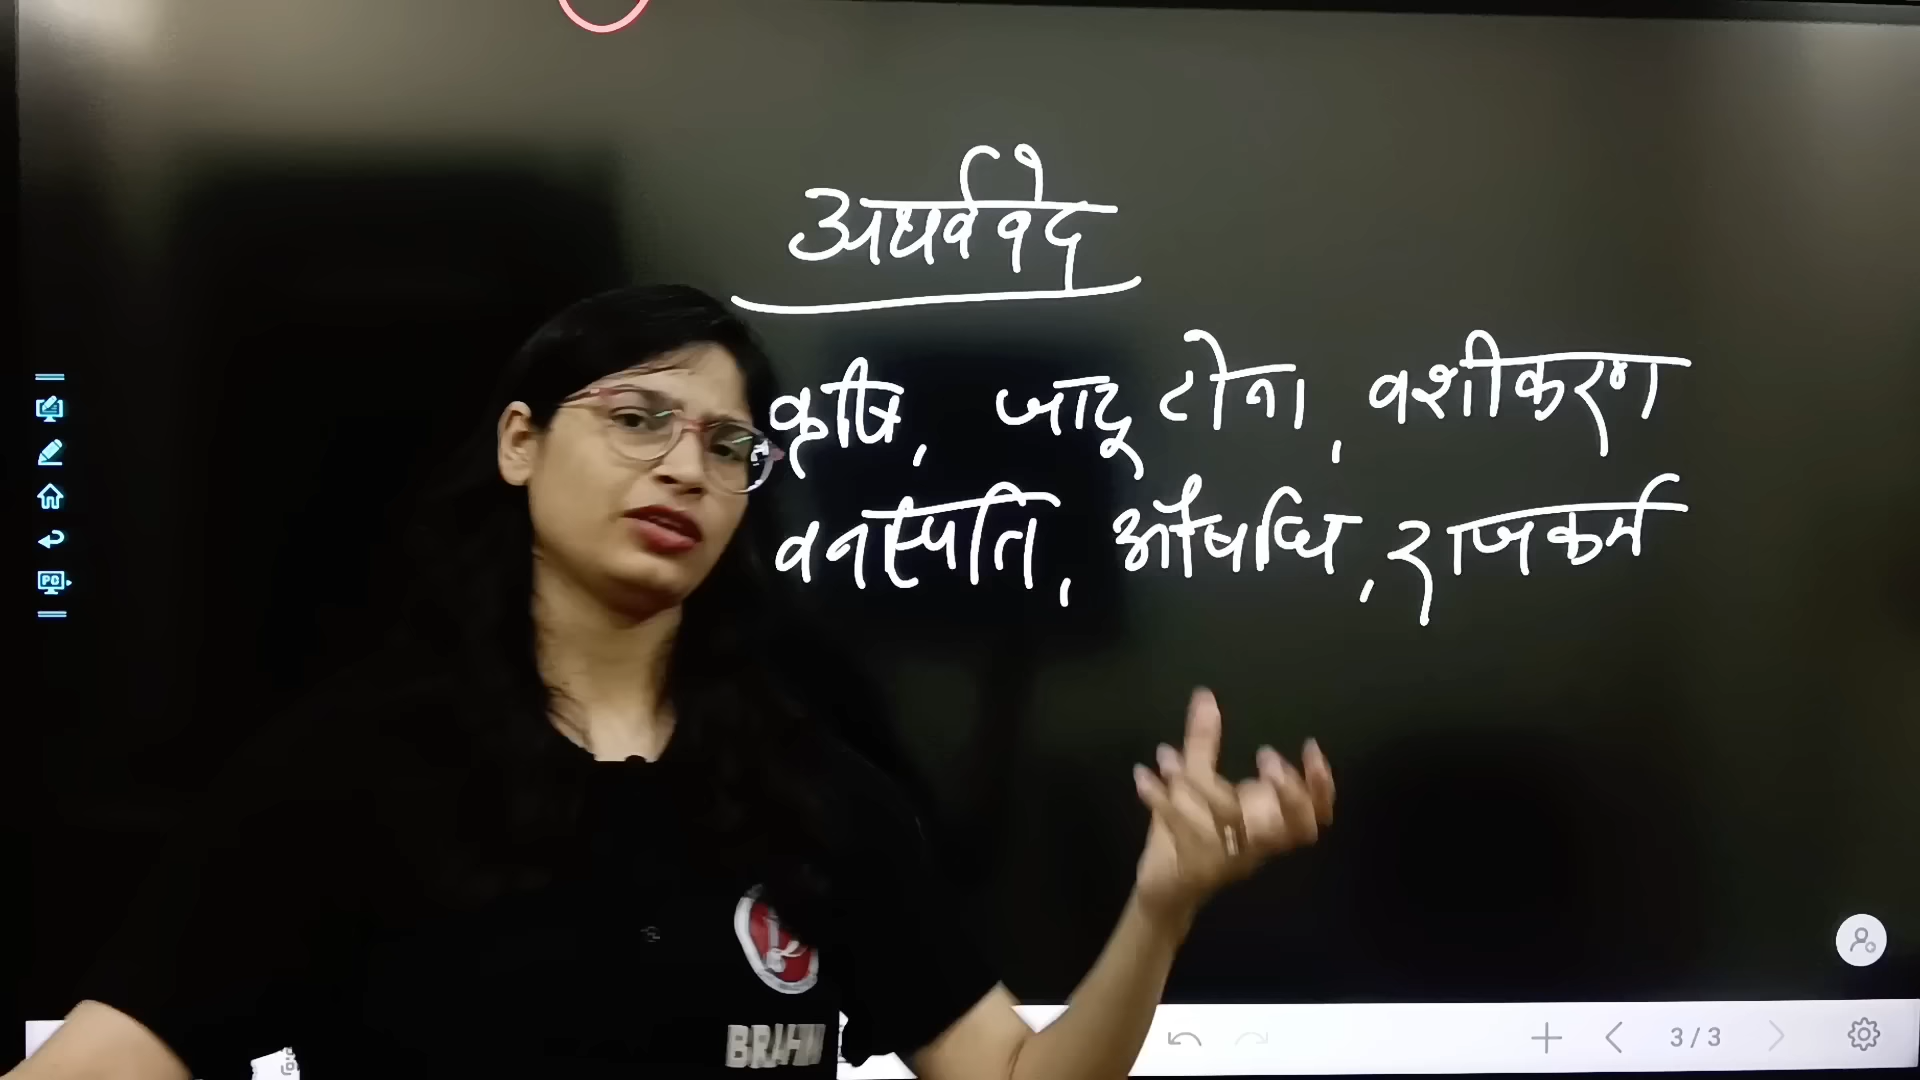 अथर्ववेद
कृषि, जादू टोना, वशीकरण
वनस्पति, औषधि, राजकर्म
3/3